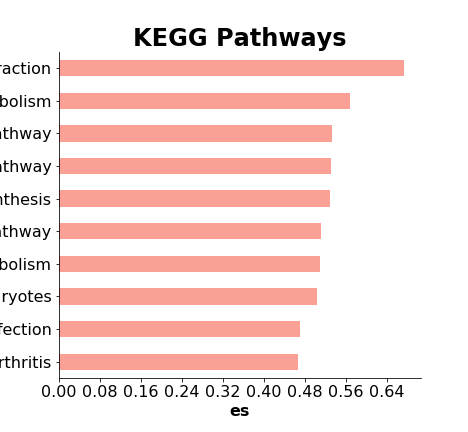 KEGG Pathways
raction
bolism
athway
athway
nthesis
athway
bolism
ryotes
fection
rthritis
0.00 0.08 0.16 0.24 0.32 0.40 0.48 0.56 0.64
es